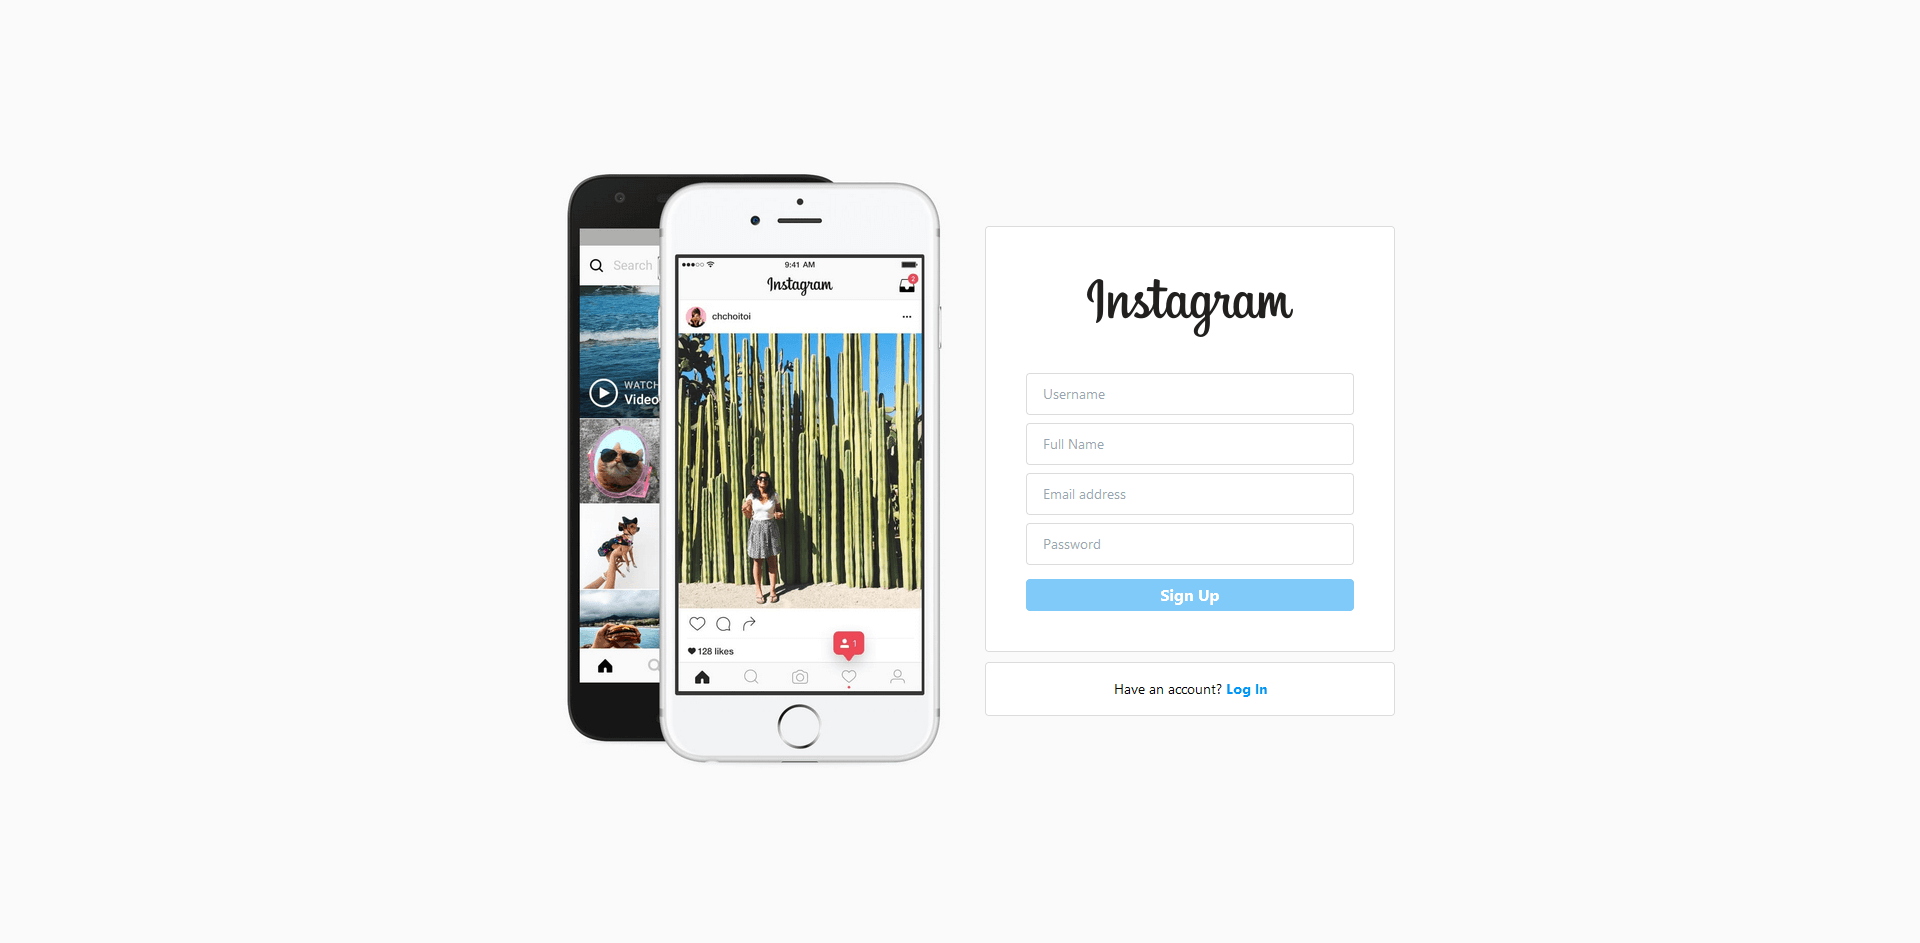 Search
WATCH
Video
9:41 AM
Instagram
2
chchoitoi
1
128 likes
Instagram
Username
Full Name
Email address
Password
Sign Up
Have an account? Log In